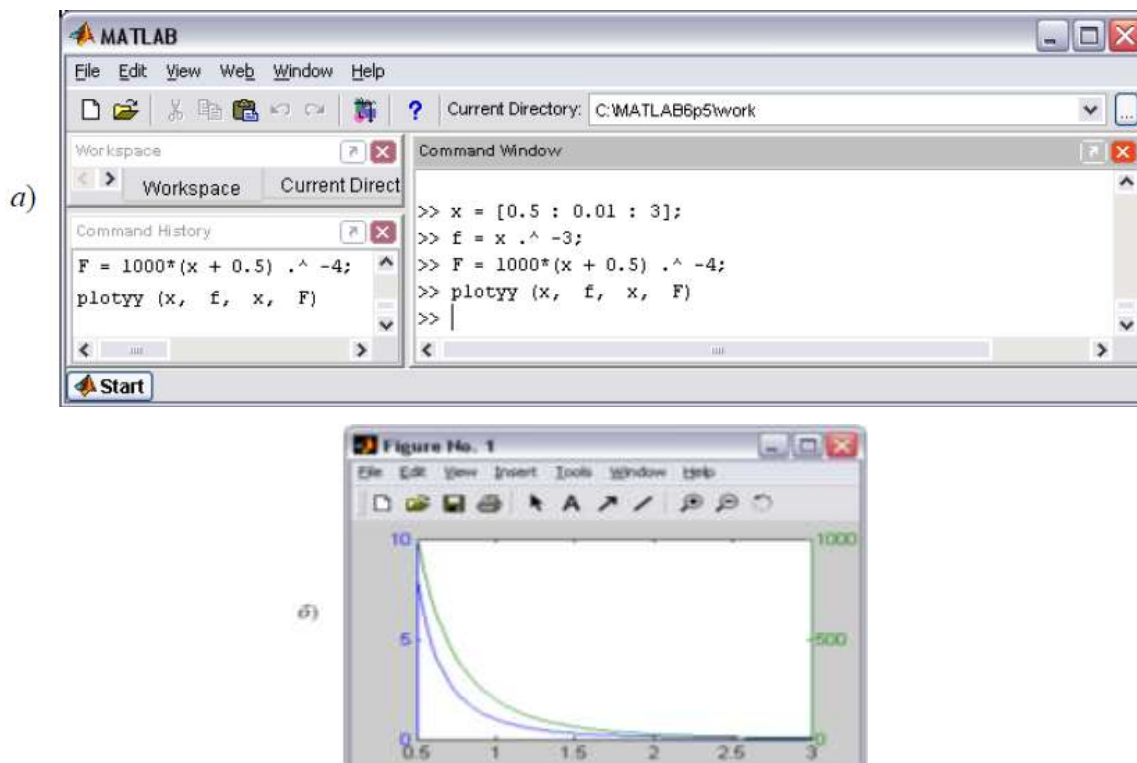 MATLAB
File Edit View Web Window Help
? Current Directory: C:\MATLAB6p5\work ...
Workspace
Workspace Current Direct
а)
Command History
F = 1000*(x + 0.5) .^ -4;
plotyy (x, f, x, F)
Command Window
>> x = [0.5 : 0.01 : 3];
>> f = x .^ -3;
>> F = 1000*(x + 0.5) .^ -4;
>> plotyy (x, f, x, F)
>>
Start
Figure No. 1
File Edit View Insert Tools Window Help
A
б)
10 1000
5 500
0 0
0.5 1 1.5 2 2.5 3